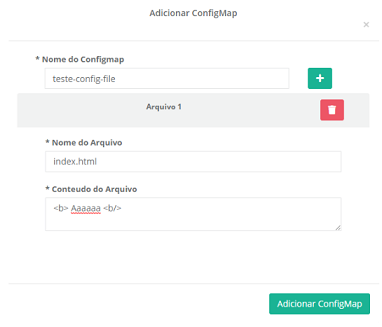 Adicionar ConfigMap
×
* Nome do Configmap
teste-config-file
+
Arquivo 1
* Nome do Arquivo
index.html
* Conteudo do Arquivo
<b> Aaaaaa <b/>
Adicionar ConfigMap